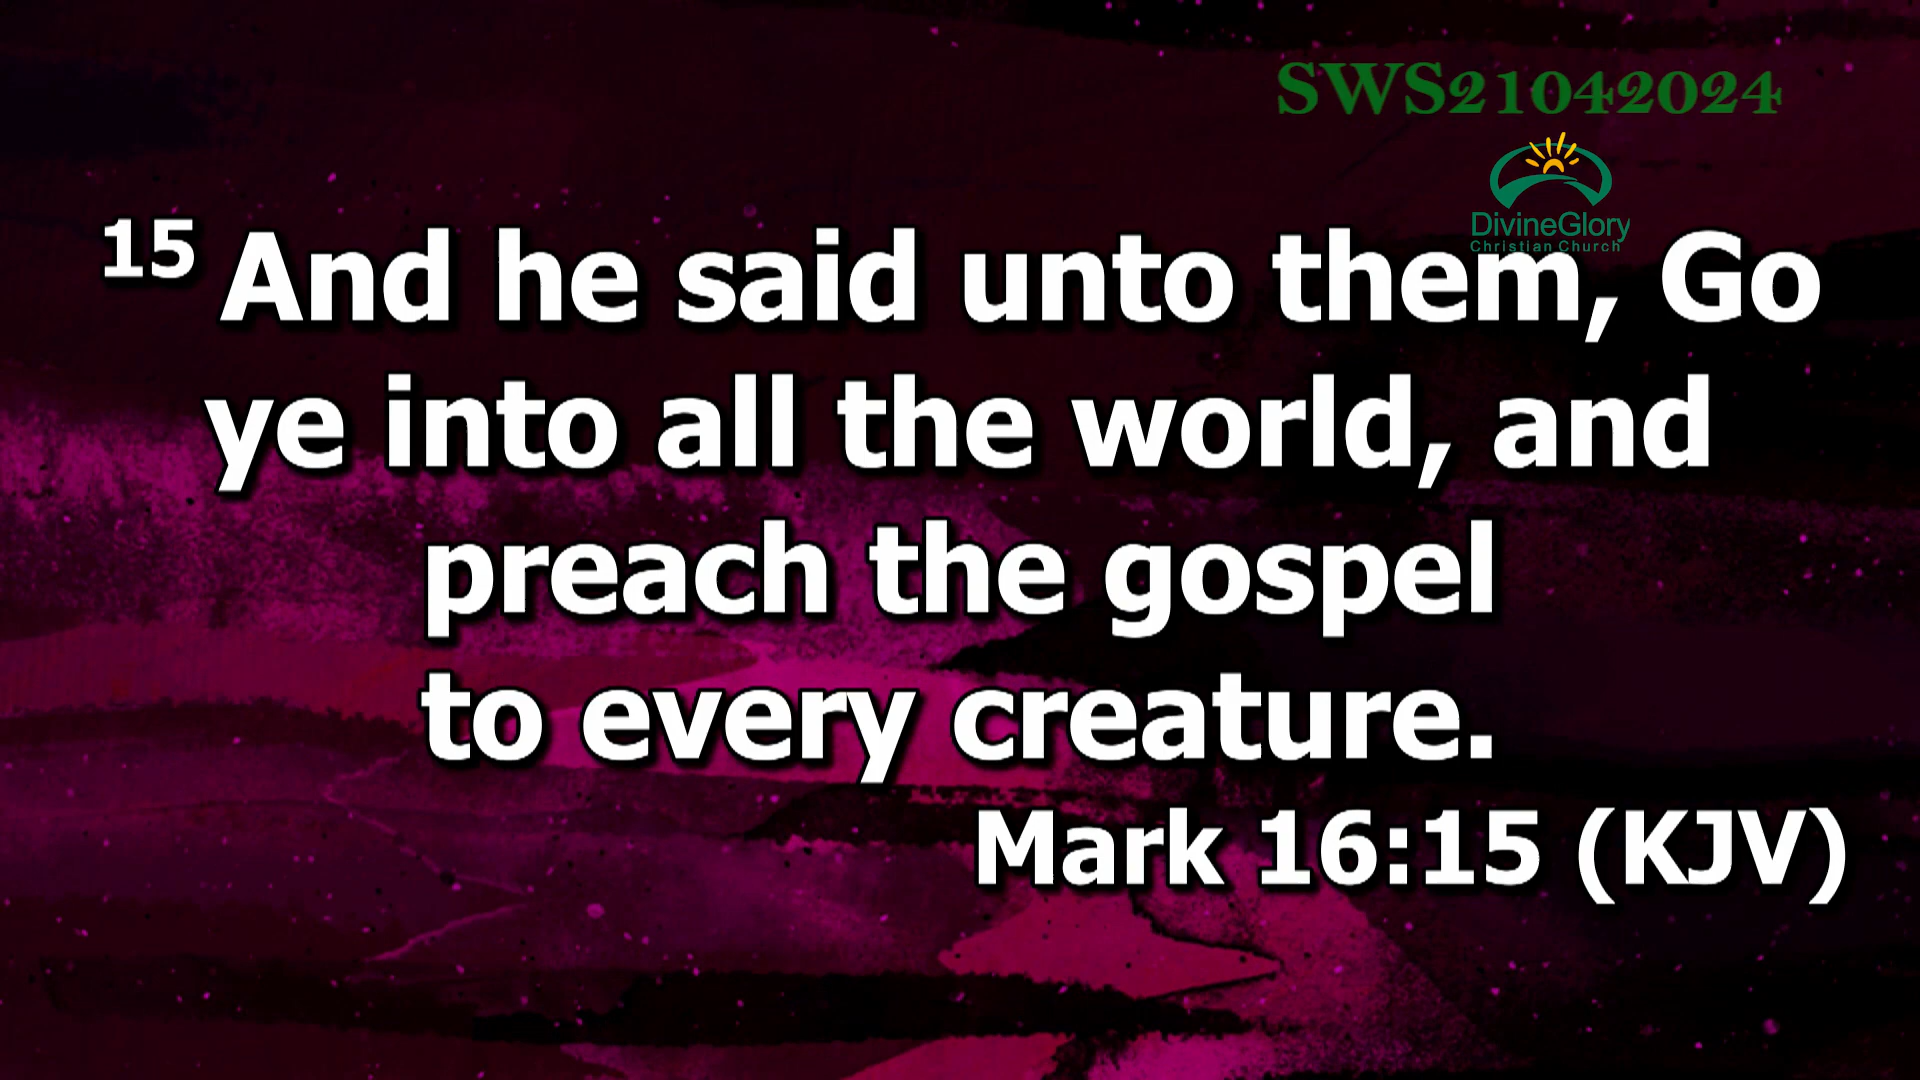 SWS21042024
DivineGlory
Christian Church
15 And he said unto them, Go
ye into all the world, and
preach the gospel
to every creature.
Mark 16:15 (KJV)